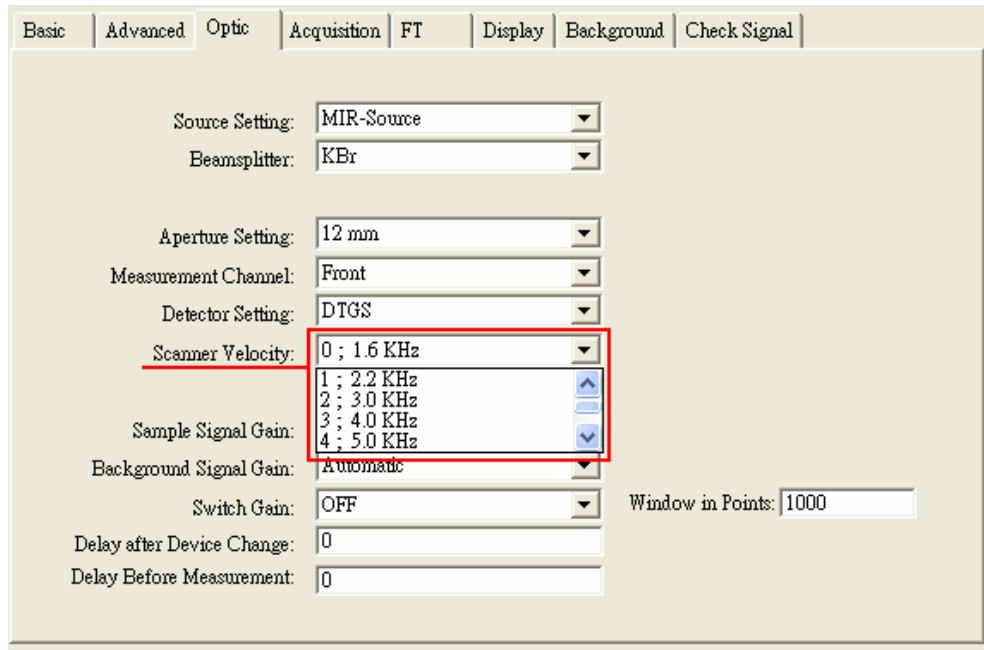 Basic Advanced Optic Acquisition FT Display Background Check Signal
Source Setting: MIR-Source
Beamsplitter: KBr
Aperture Setting: 12 mm
Measurement Channel: Front
Detector Setting: DTGS
Scanner Velocity: 0 ; 1.6 KHz
1 ; 2.2 KHz
2 ; 3.0 KHz
3 ; 4.0 KHz
4 ; 5.0 KHz
Sample Signal Gain:
Background Signal Gain: Automatic
Switch Gain: OFF Window in Points: 1000
Delay after Device Change: 0
Delay Before Measurement: 0